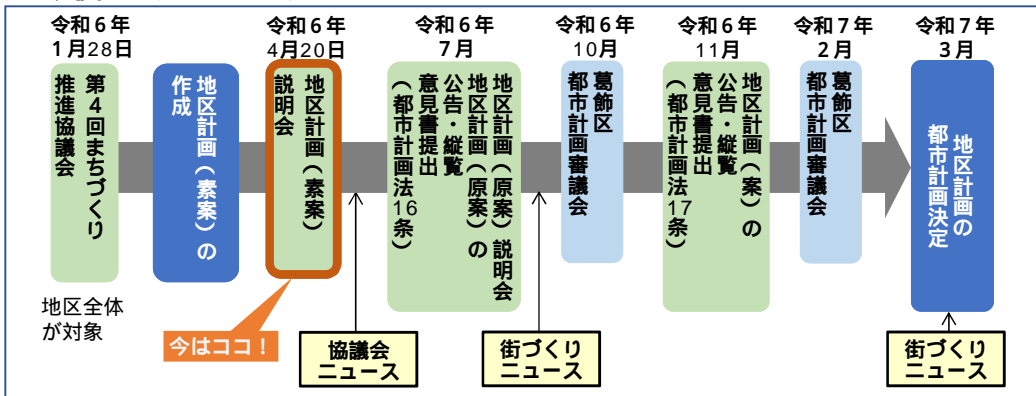 令和6年
1月28日
第4回まちづくり
推進協議会
地区全体
が対象
地区計画(素案)の
作成
令和6年
4月20日
地区計画(素案)
説明会
今はココ!
協議会
ニュース
令和6年
7月
地区計画(原案)説明会
地区計画(原案)の
公告・縦覧
意見書提出
(都市計画法16条)
街づくり
ニュース
令和6年
10月
葛飾区
都市計画審議会
令和6年
11月
地区計画(案)の
公告・縦覧
意見書提出
(都市計画法17条)
令和7年
2月
葛飾区
都市計画審議会
令和7年
3月
地区計画の
都市計画決定
街づくり
ニュース